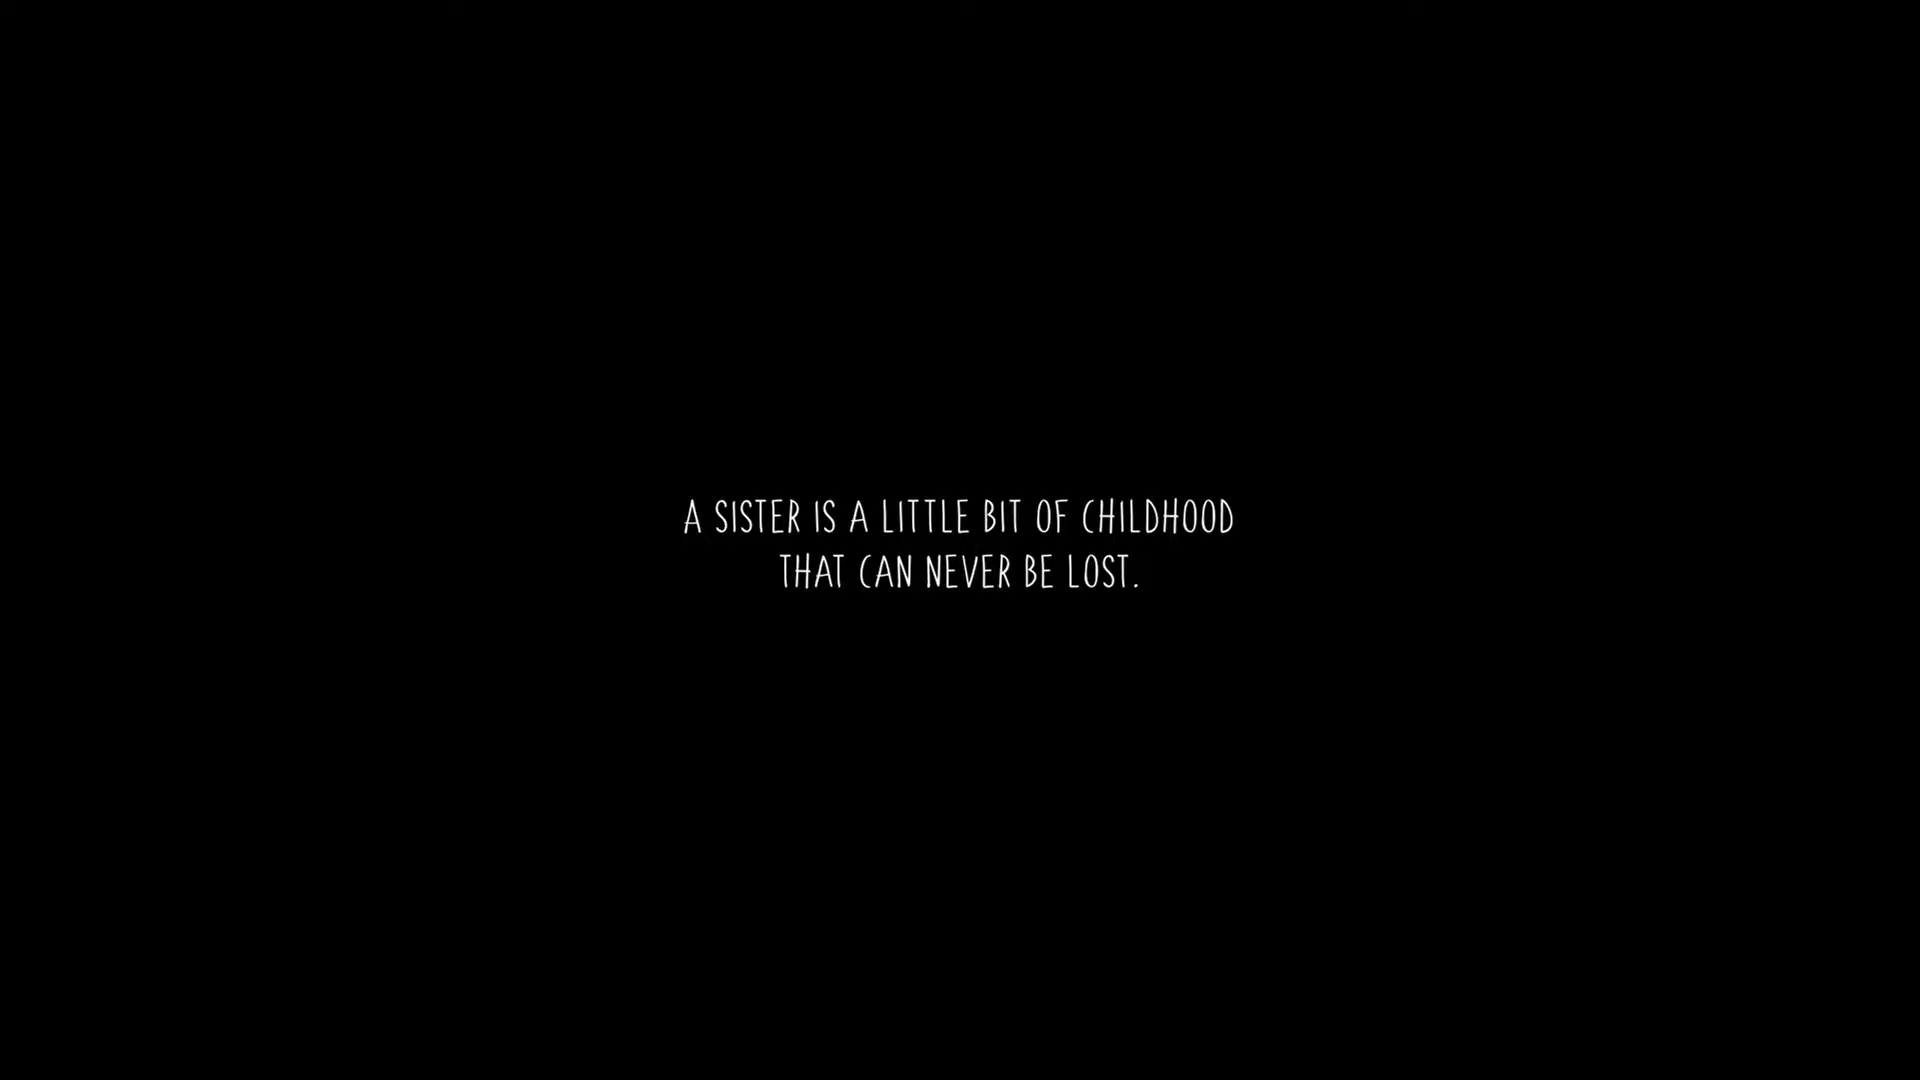 A SISTER IS A LITTLE BIT OF CHILDHOOD
THAT CAN NEVER BE LOST.